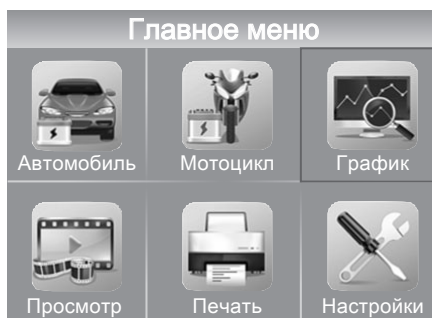 Главное меню
Автомобиль Мотоцикл График
Просмотр Печать Настройки